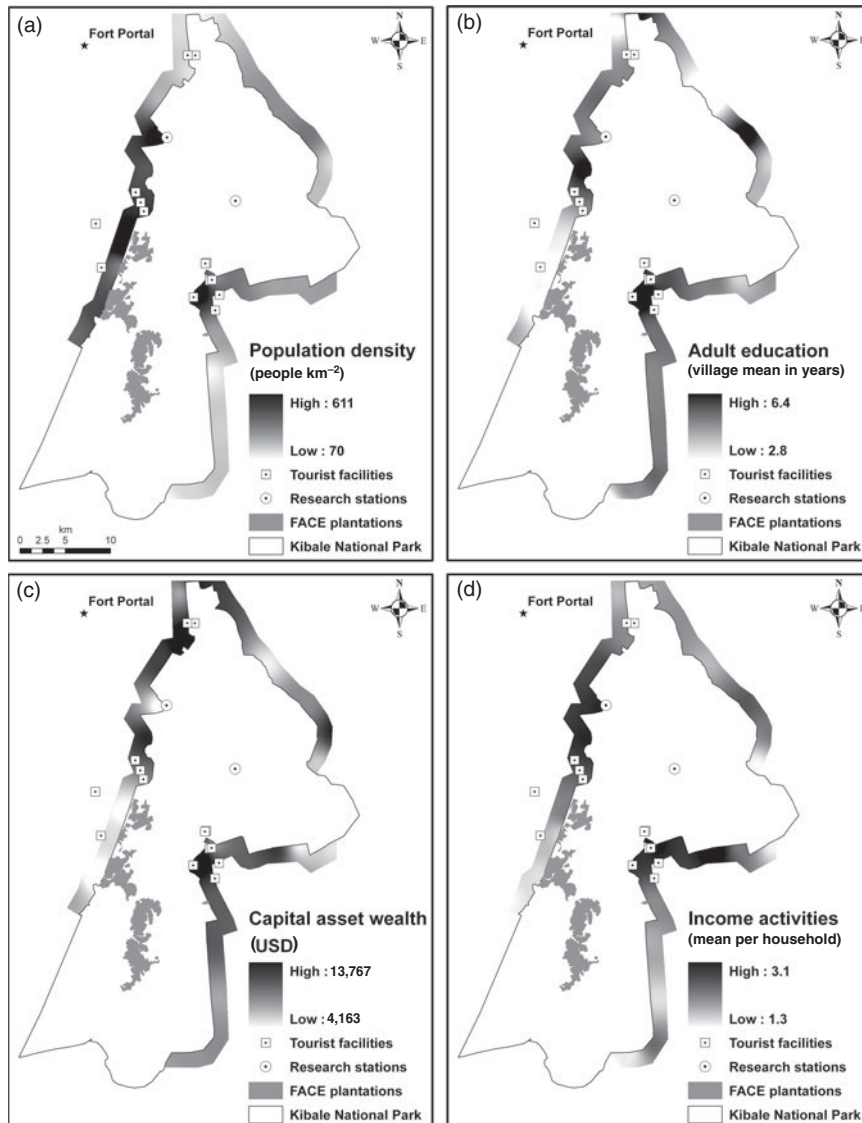 (a)
Fort Portal
N
W E
S
Population density
(people km⁻²)
High : 611
Low : 70
Tourist facilities
Research stations
FACE plantations
Kibale National Park
km
0 2.5 5 10
(b)
Fort Portal
N
W E
S
Adult education
(village mean in years)
High : 6.4
Low : 2.8
Tourist facilities
Research stations
FACE plantations
Kibale National Park
(c)
Fort Portal
N
W E
S
Capital asset wealth
(USD)
High : 13,767
Low : 4,163
Tourist facilities
Research stations
FACE plantations
Kibale National Park
(d)
Fort Portal
N
W E
S
Income activities
(mean per household)
High : 3.1
Low : 1.3
Tourist facilities
Research stations
FACE plantations
Kibale National Park